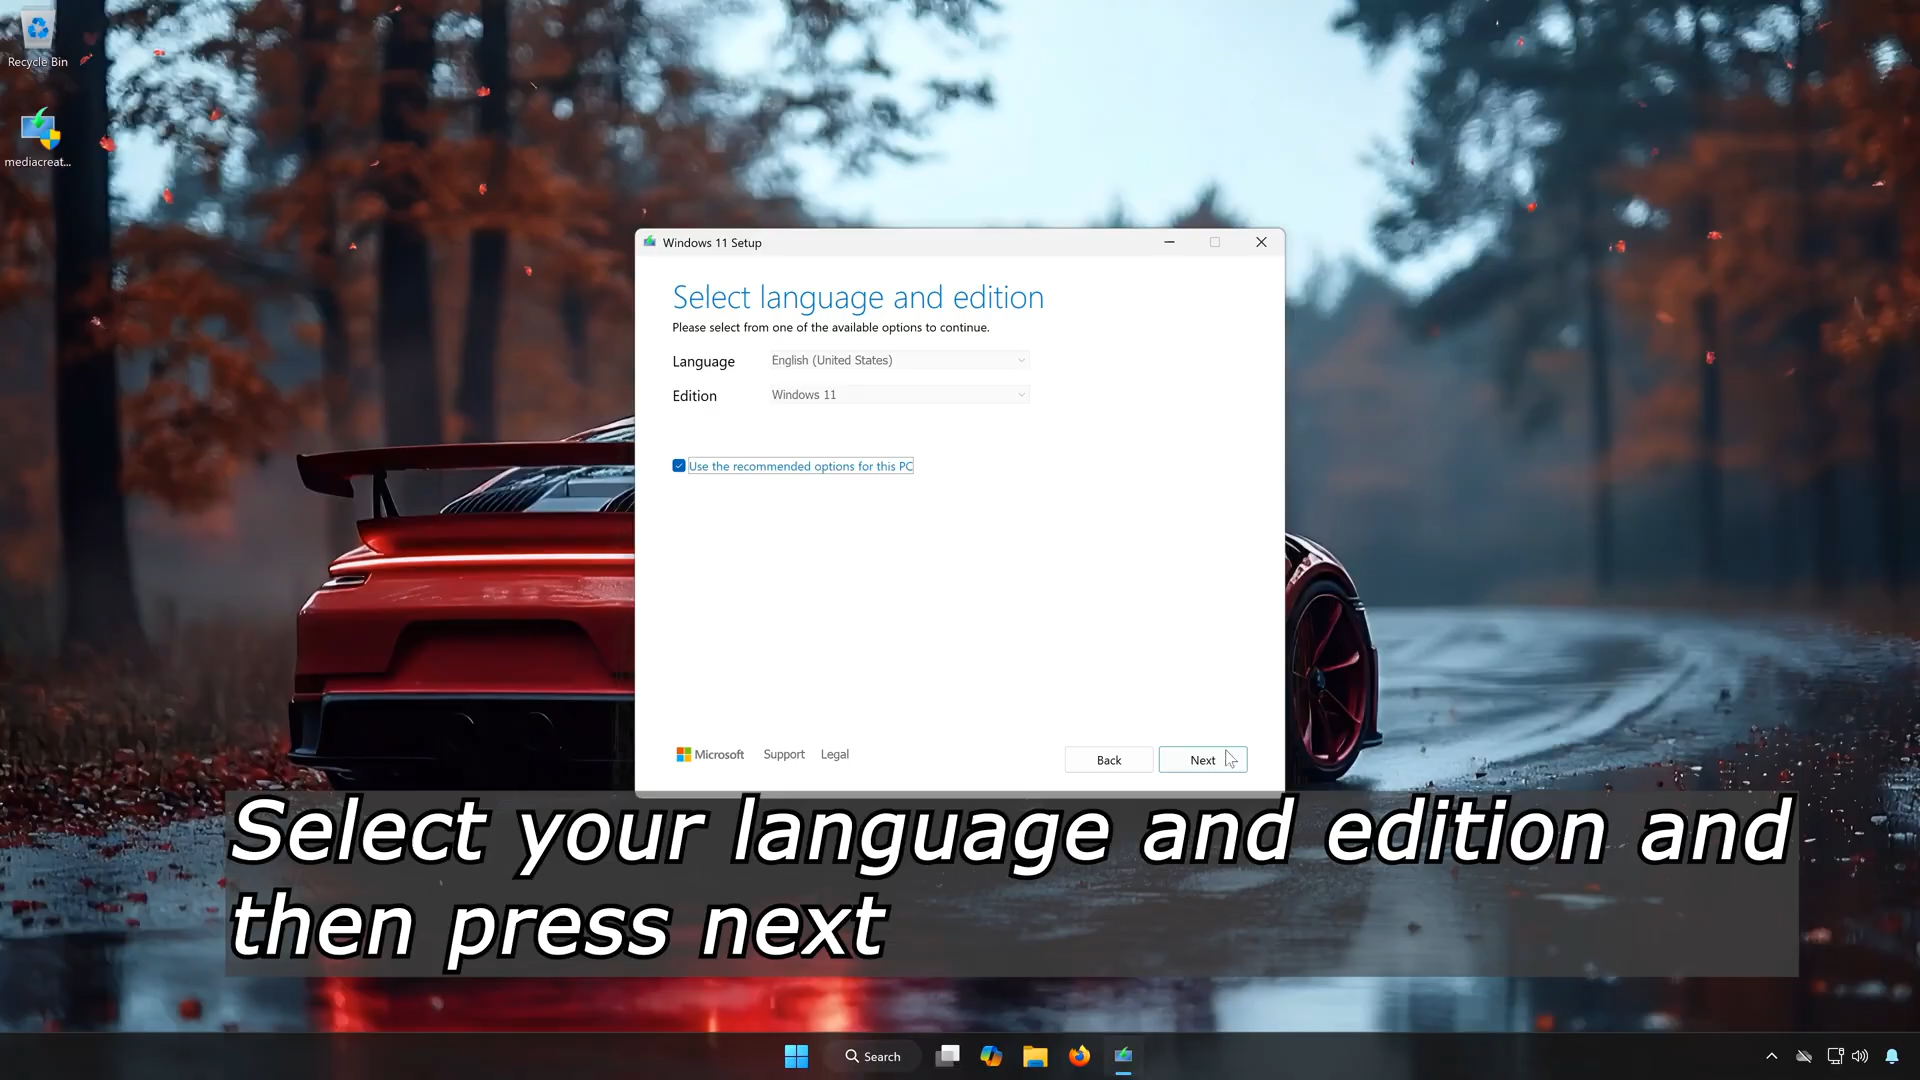 Recycle Bin
mediacreat...
Windows 11 Setup
Select language and edition
Please select from one of the available options to continue.
Language English (United States)
Edition Windows 11
Use the recommended options for this PC
Microsoft Support Legal
Back Next
Select your language and edition and
then press next
Search